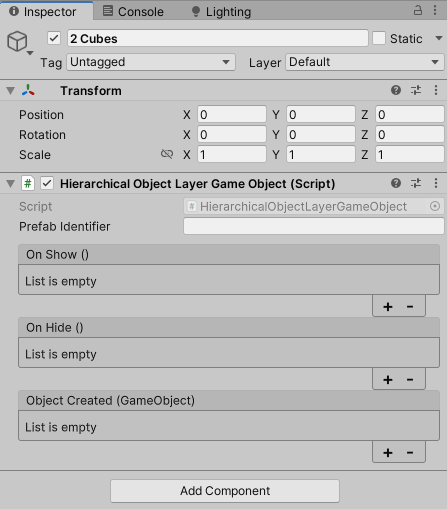 Inspector Console Lighting
2 Cubes Static
Tag Untagged Layer Default
Transform
Position X 0 Y 0 Z 0
Rotation X 0 Y 0 Z 0
Scale X 1 Y 1 Z 1
# Hierarchical Object Layer Game Object (Script)
Script # HierarchicalObjectLayerGameObject
Prefab Identifier
On Show ()
List is empty
+ -
On Hide ()
List is empty
+ -
Object Created (GameObject)
List is empty
+ -
Add Component